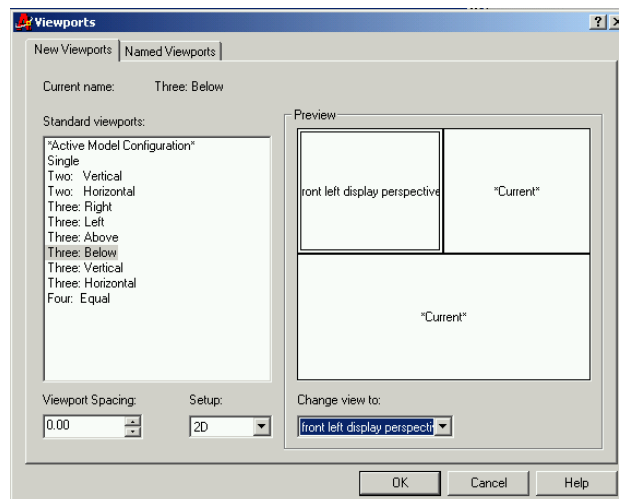 Viewports
New Viewports Named Viewports
Current name: Three: Below
Standard viewports:
*Active Model Configuration*
Single
Two: Vertical
Two: Horizontal
Three: Right
Three: Left
Three: Above
Three: Below
Three: Vertical
Three: Horizontal
Four: Equal
Preview
ront left display perspective
*Current*
*Current*
Viewport Spacing: Setup: Change view to:
0.00 2D front left display perspecti
OK Cancel Help